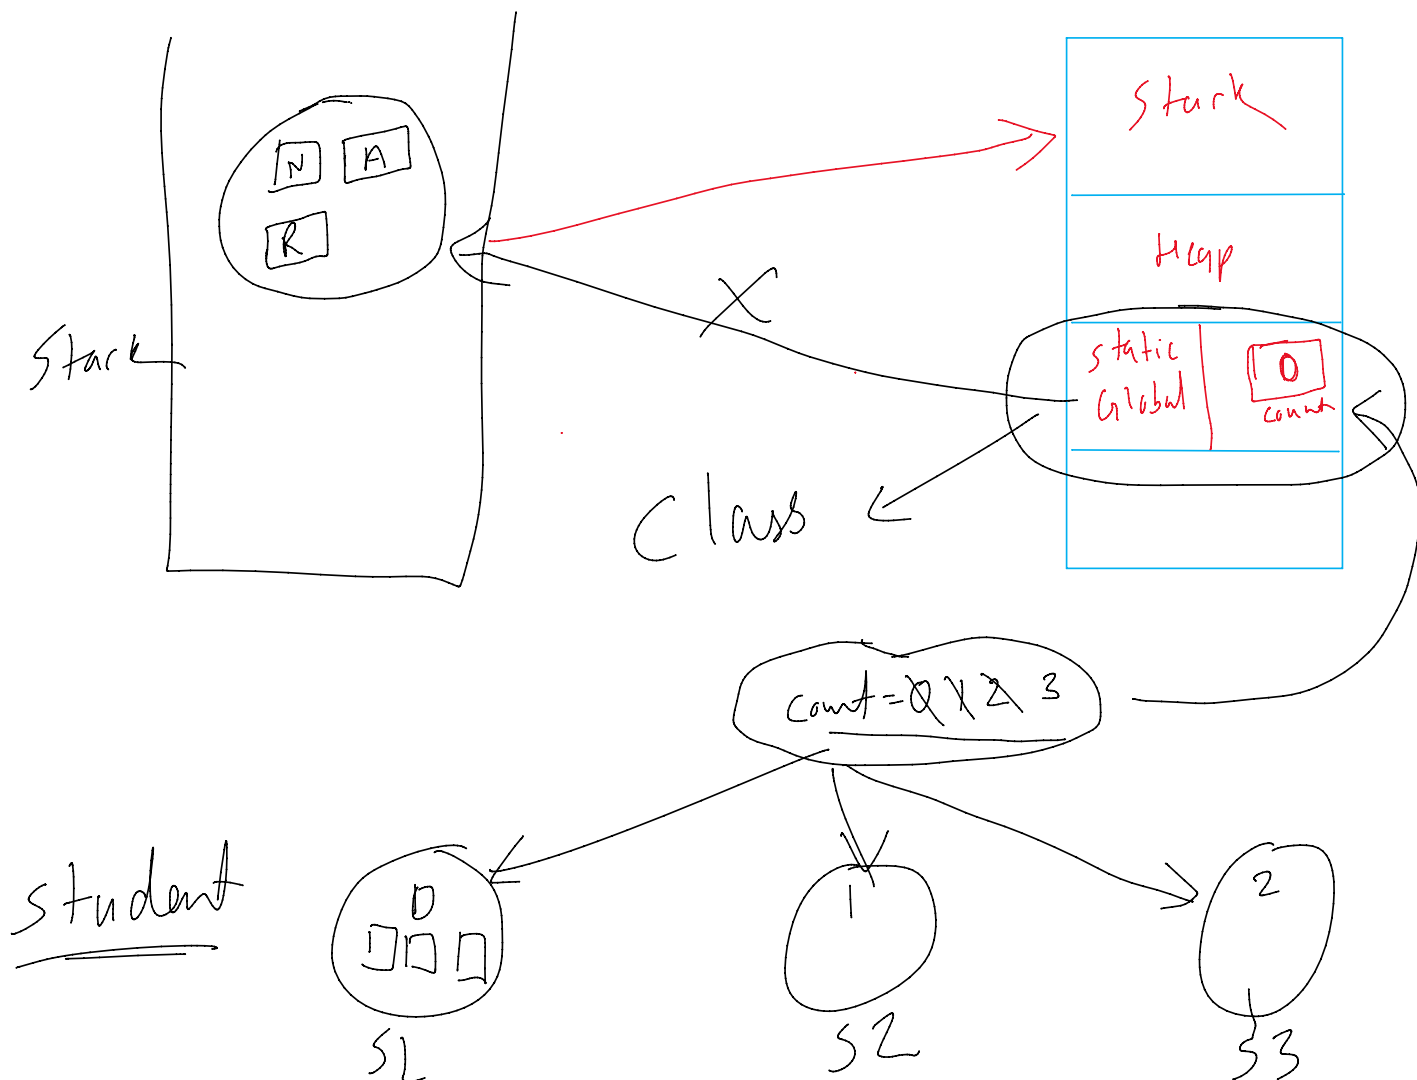 N A
R
Stack
Stack
Heap
static
Global
0
count
Class
count = 0 1 2 3
student
0
1
2
S1
S2
S3